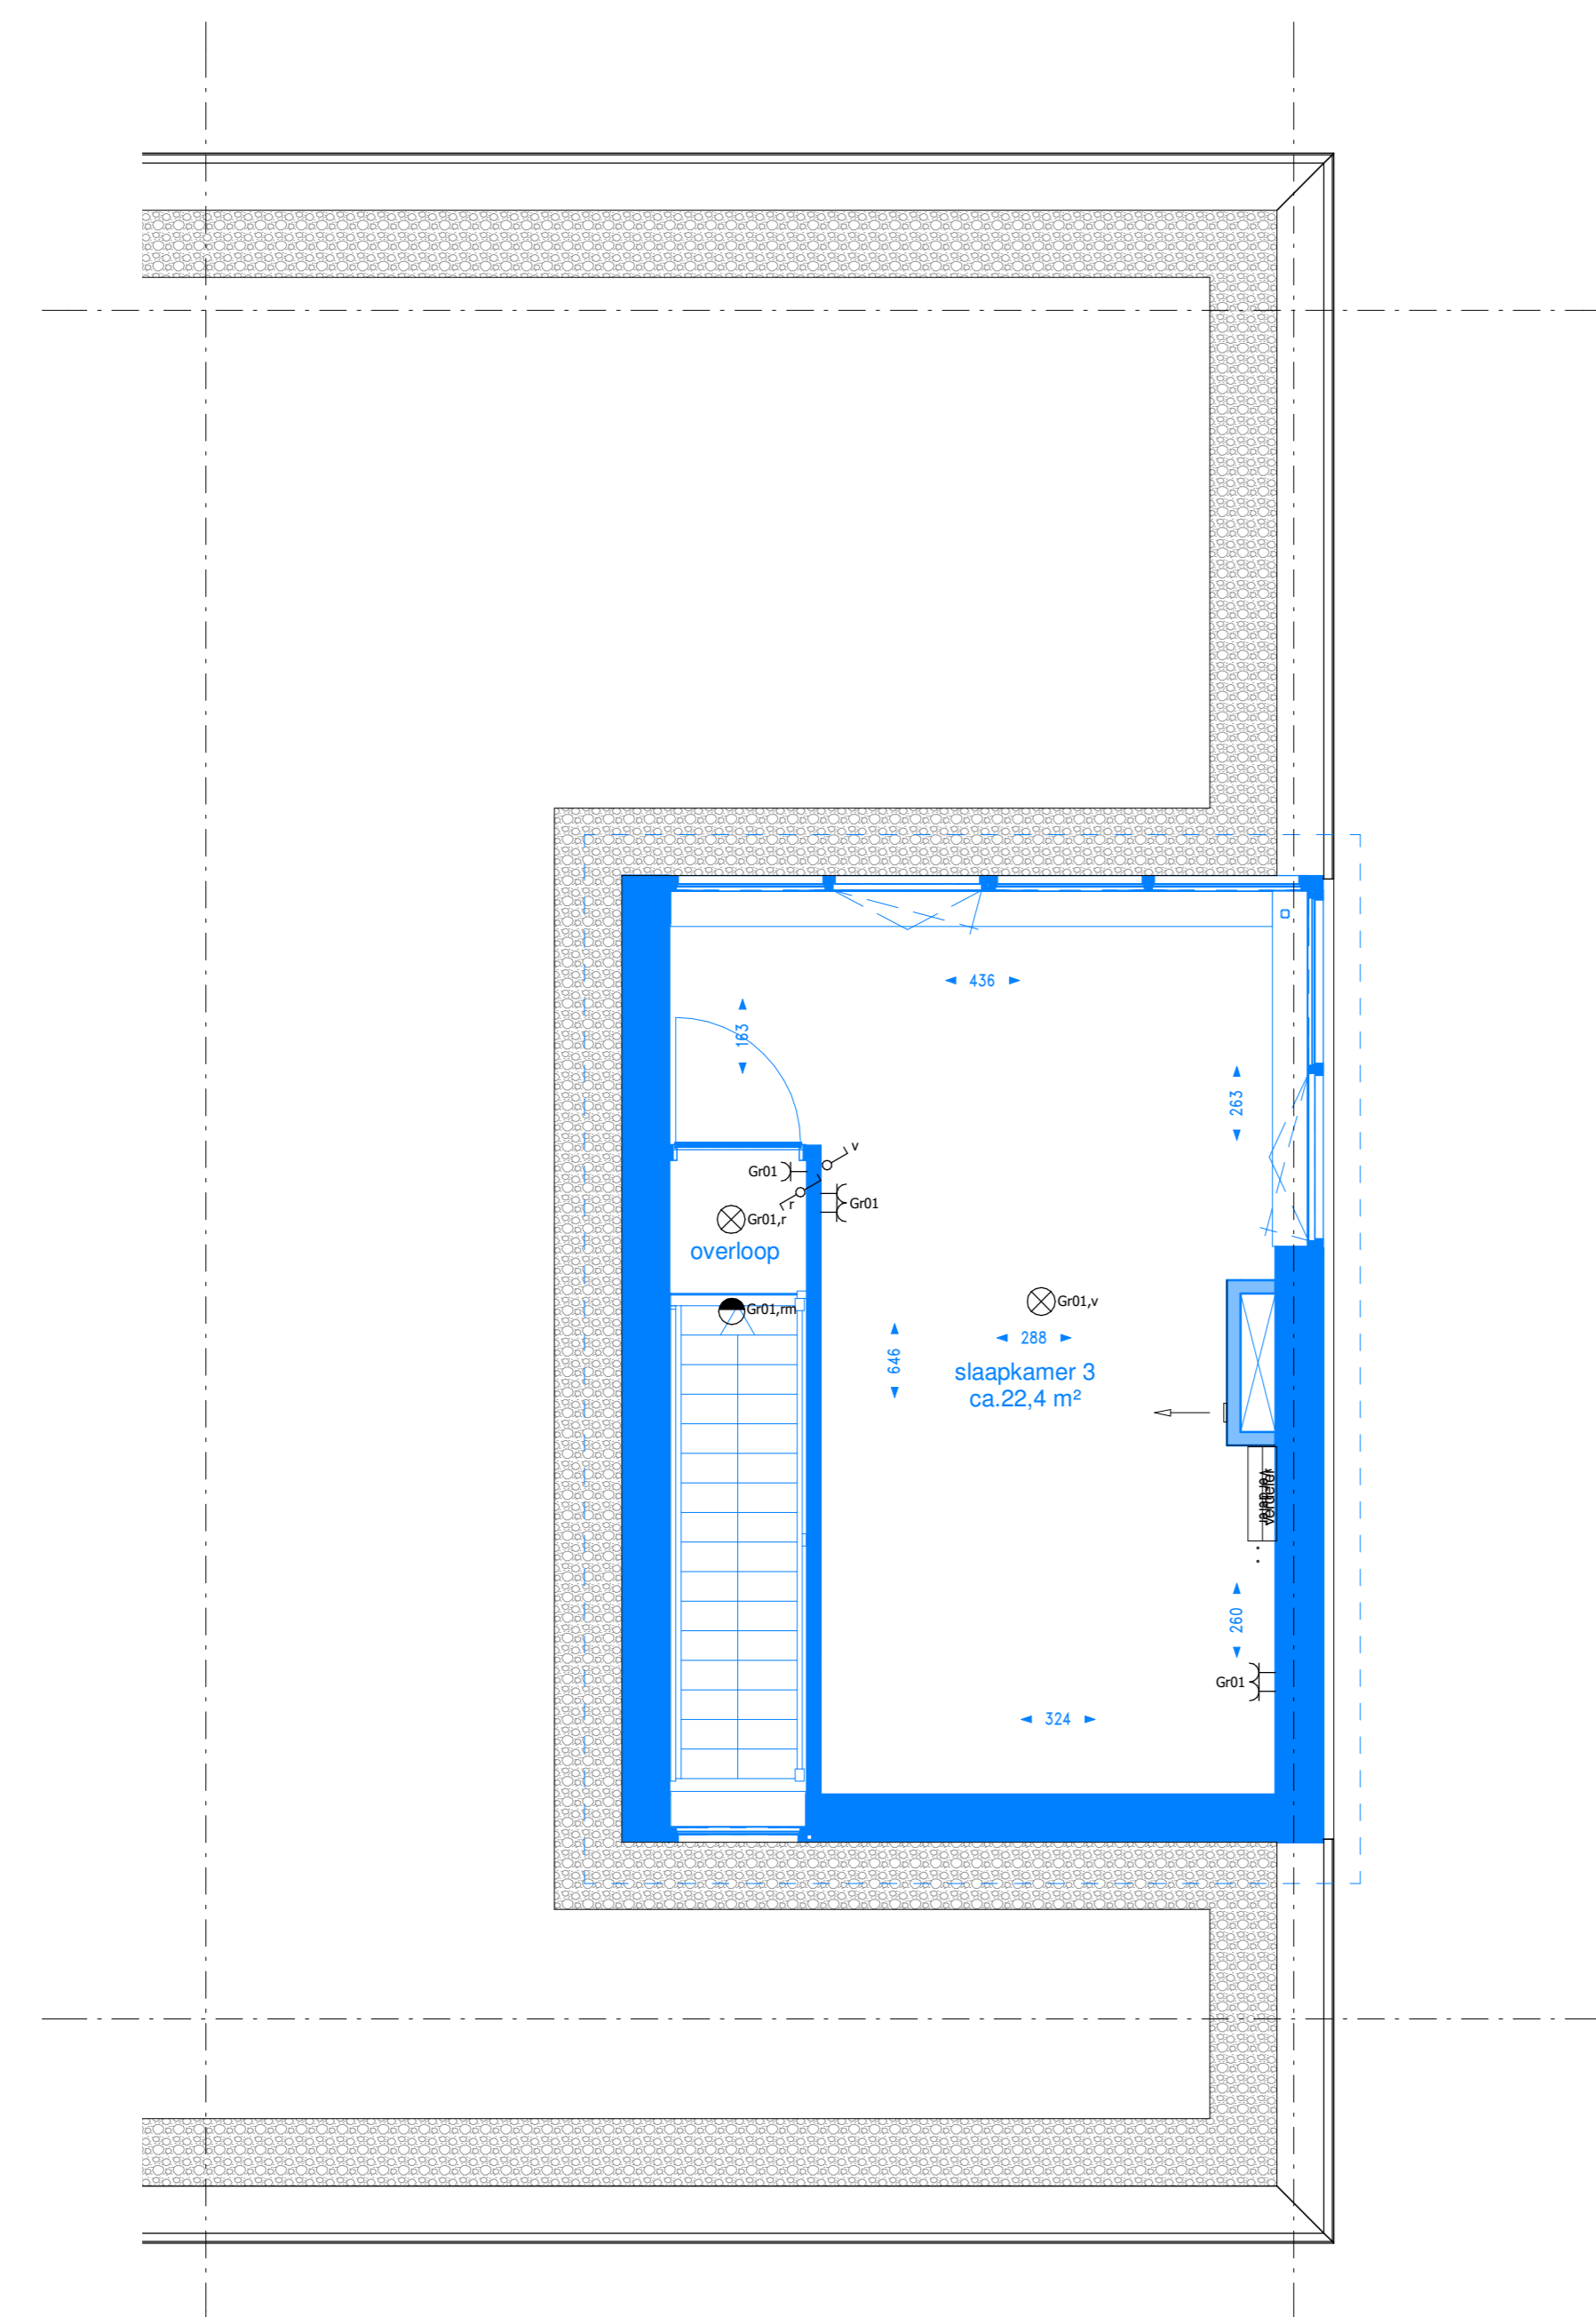 436
163
263
v
Gr01
r
Gr01
Gr01,r
overloop
Gr01,v
Gr01,rm
288
646
slaapkamer 3
ca.22,4 m²
260
Gr01
324